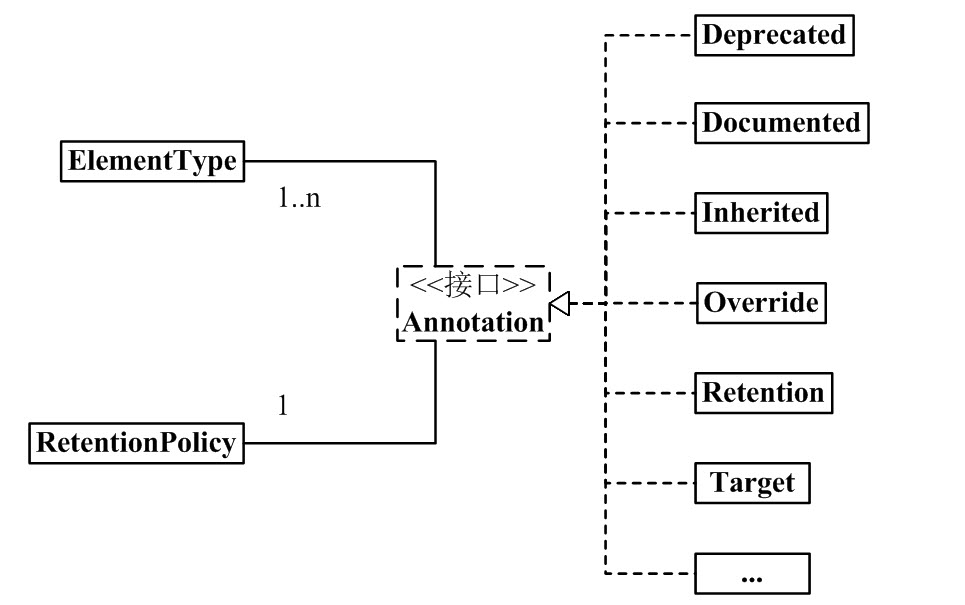 ElementType
1..n
<<接口>>
Annotation
1
RetentionPolicy
Deprecated
Documented
Inherited
Override
Retention
Target
...